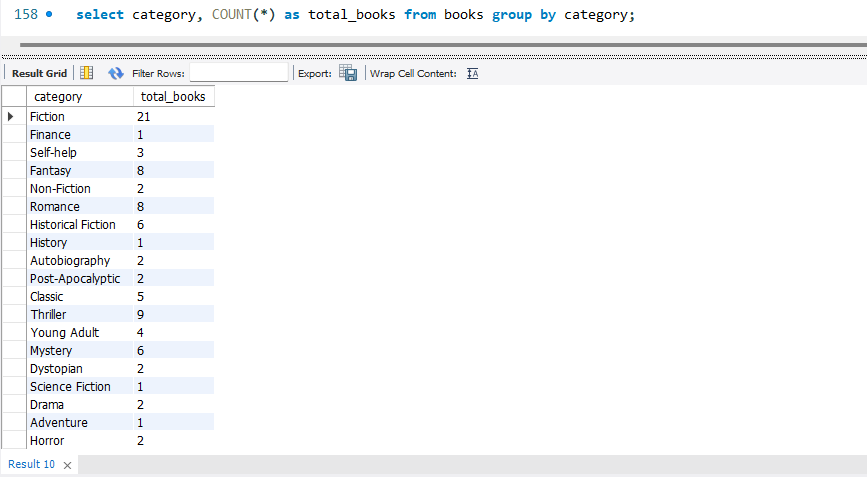 158 select category, COUNT(*) as total_books from books group by category;
Result Grid Filter Rows: Export: Wrap Cell Content:
category total_books
Fiction 21
Finance 1
Self-help 3
Fantasy 8
Non-Fiction 2
Romance 8
Historical Fiction 6
History 1
Autobiography 2
Post-Apocalyptic 2
Classic 5
Thriller 9
Young Adult 4
Mystery 6
Dystopian 2
Science Fiction 1
Drama 2
Adventure 1
Horror 2
Result 10